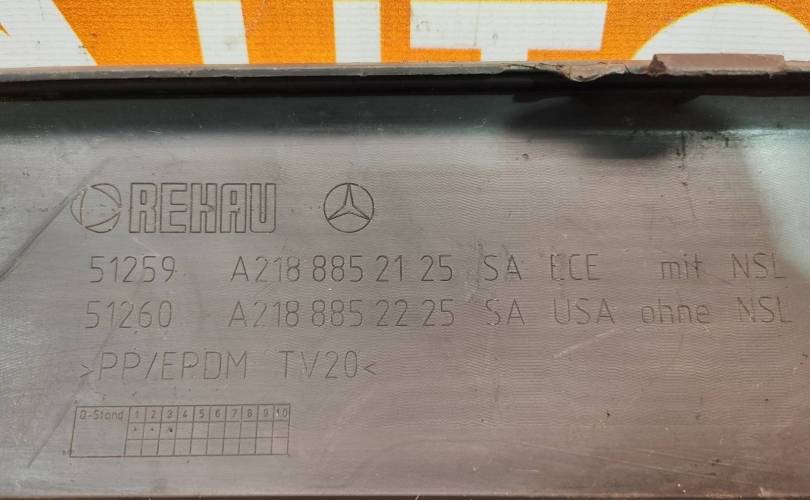 AUTO
REHAU
51259 A218 885 21 25 SA ECE mit NSL
51260 A218 885 22 25 SA USA ohne NSL
>PP/EPDM TV20<
Q-Stand 1 2 3 4 5 6 7 8 9 10